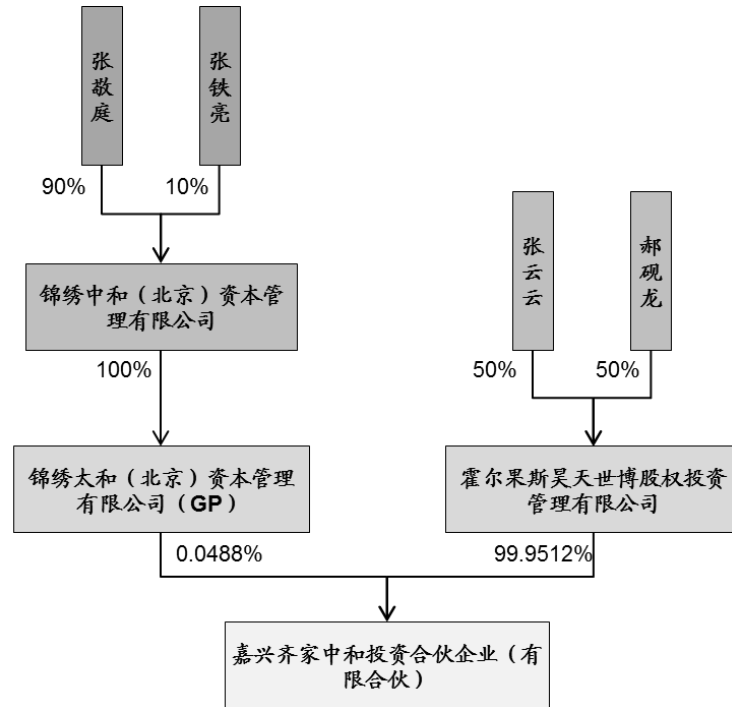 张敬庭
张铁亮
90%
10%
张云云
郝砚龙
锦绣中和（北京）资本管
理有限公司
100%
50%
50%
锦绣太和（北京）资本管理
有限公司（GP）
霍尔果斯昊天世博股权投资
管理有限公司
0.0488%
99.9512%
嘉兴齐家中和投资合伙企业（有
限合伙）